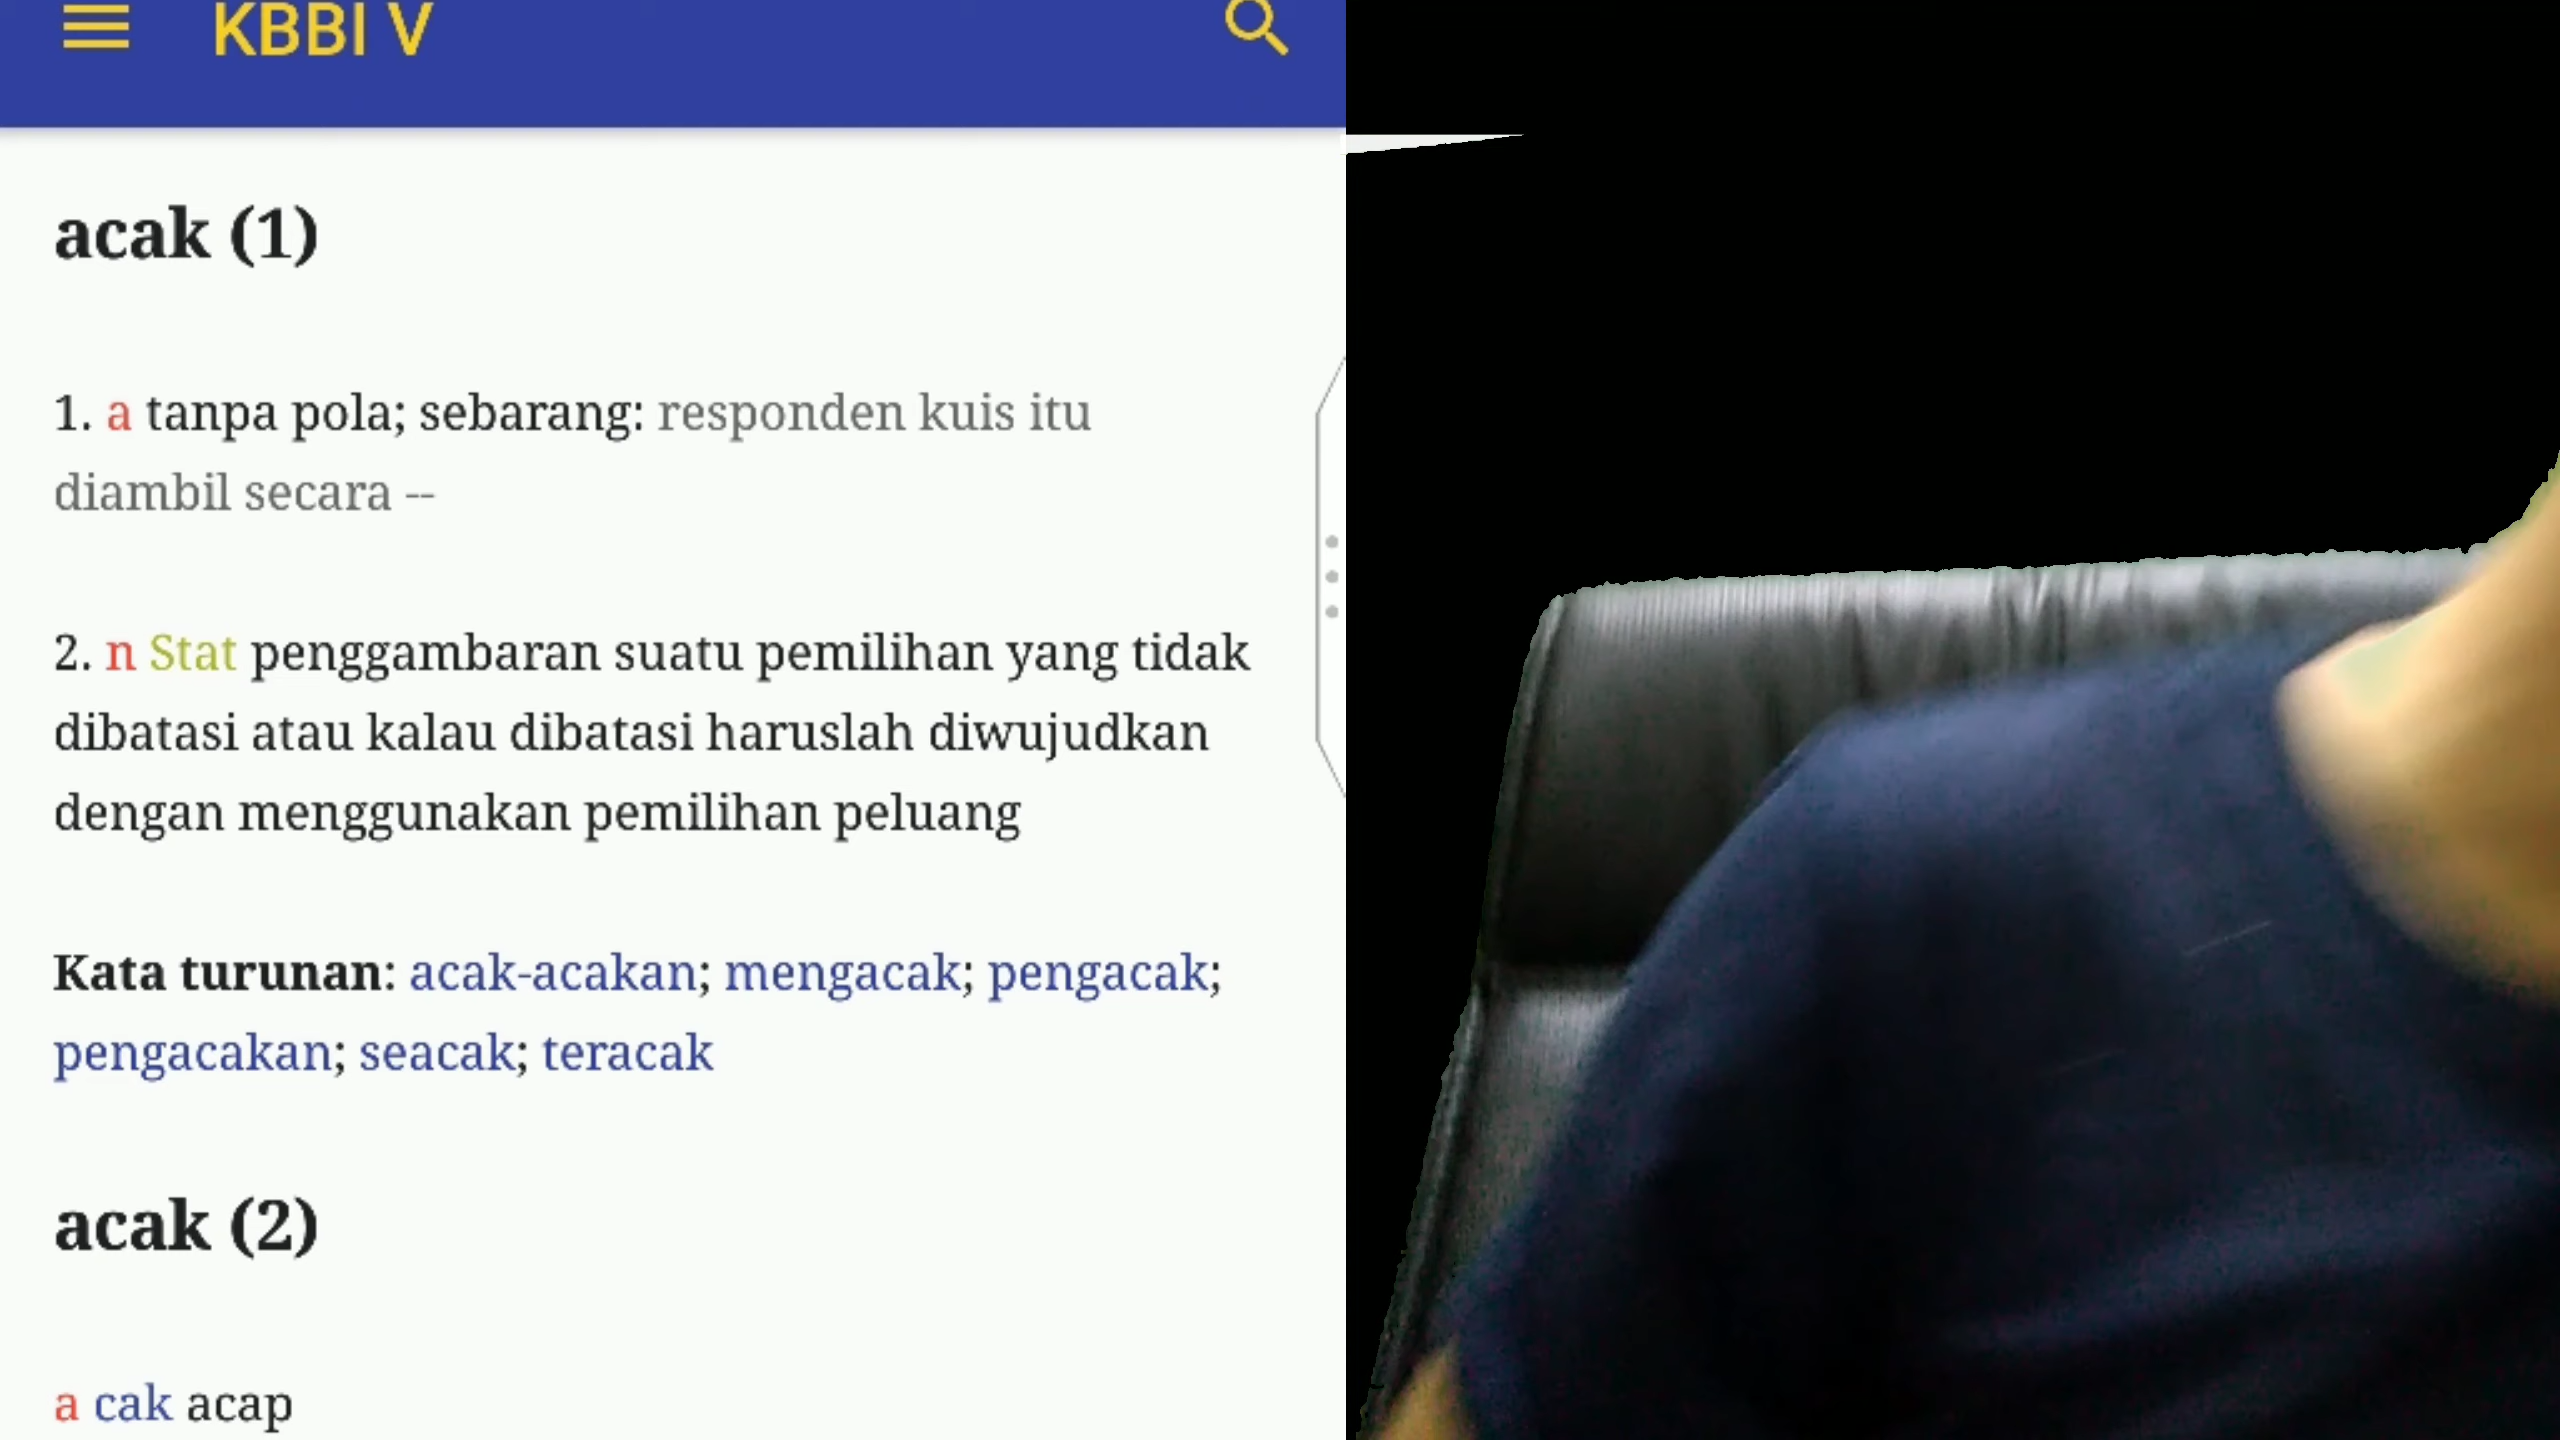 KBBI V
acak (1)
1. a tanpa pola; sebarang: responden kuis itu
diambil secara --
2. n Stat penggambaran suatu pemilihan yang tidak
dibatasi atau kalau dibatasi haruslah diwujudkan
dengan menggunakan pemilihan peluang
Kata turunan: acak-acakan; mengacak; pengacak;
pengacakan; seacak; teracak
acak (2)
a cak acap